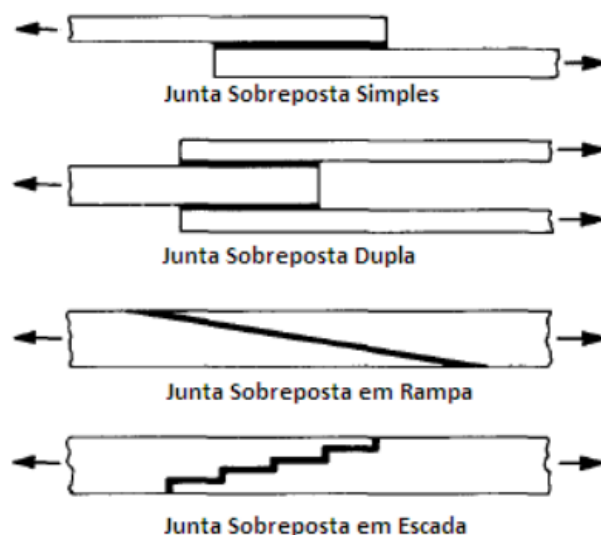 Junta Sobreposta Simples
Junta Sobreposta Dupla
Junta Sobreposta em Rampa
Junta Sobreposta em Escada